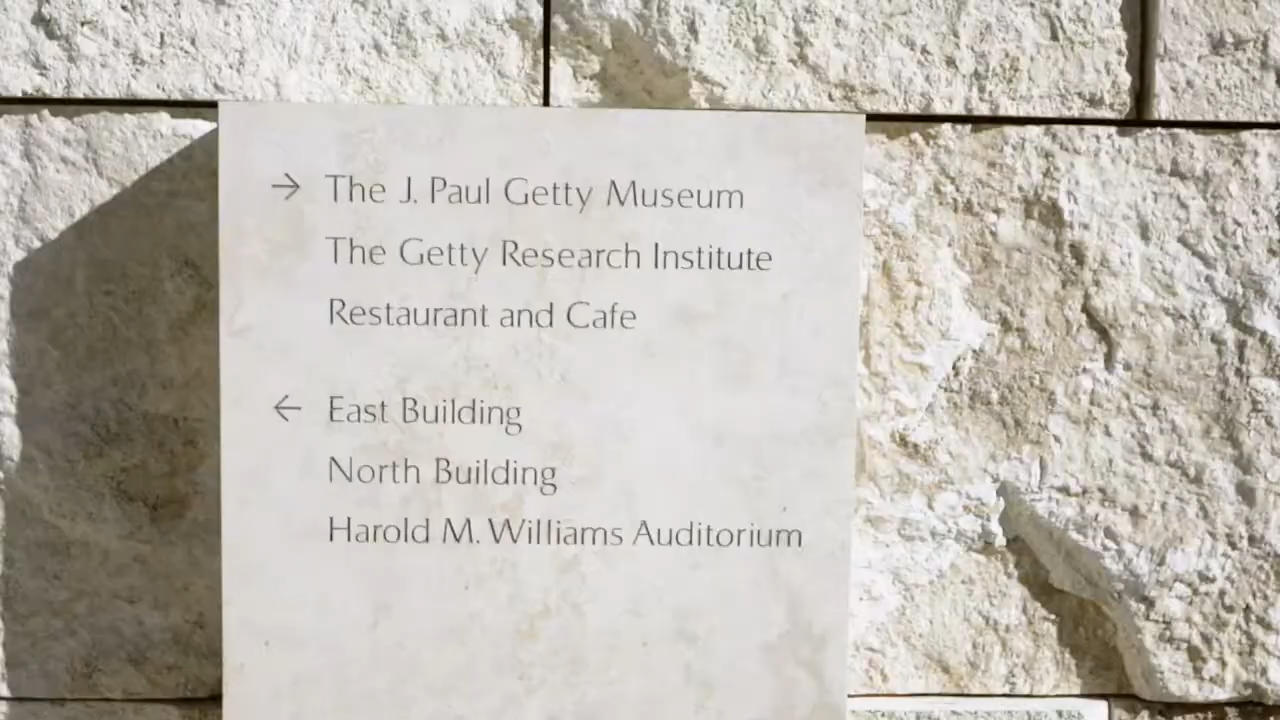 → The J. Paul Getty Museum
The Getty Research Institute
Restaurant and Cafe
← East Building
North Building
Harold M. Williams Auditorium